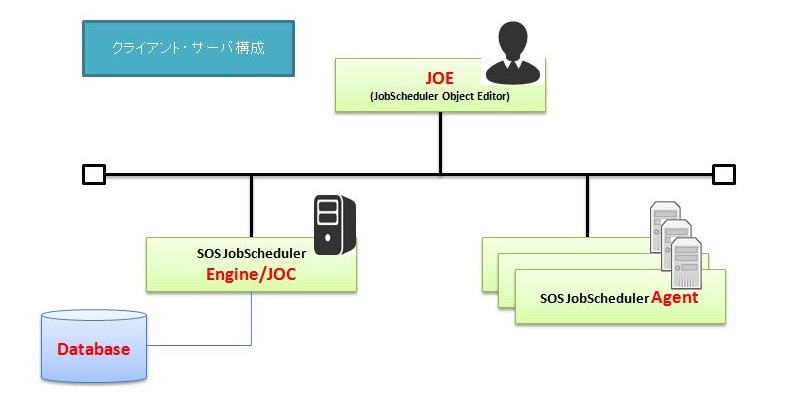 クライアント・サーバ構成
JOE
(JobScheduler Object Editor)
SOS JobScheduler
Engine/JOC
SOS JobScheduler Agent
Database